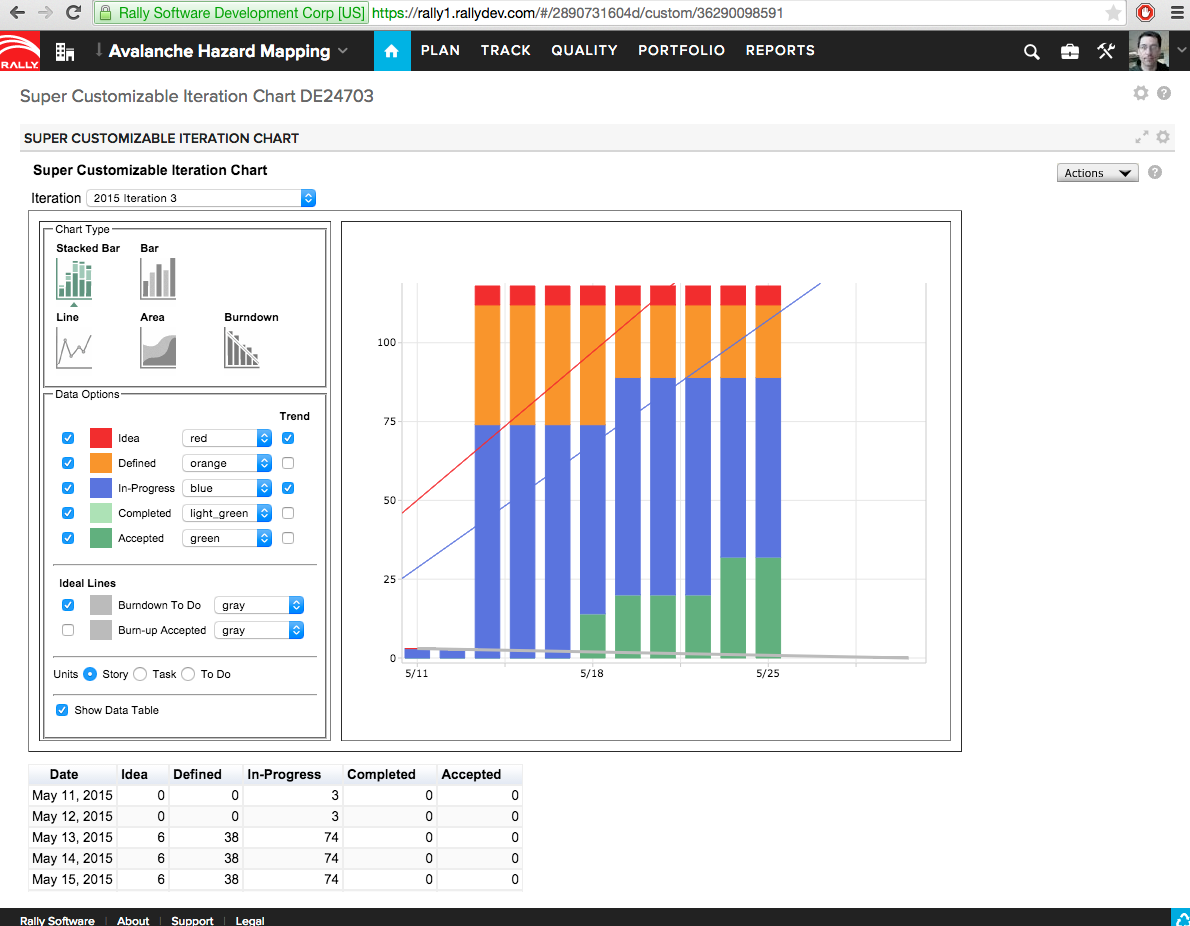 Rally Software Development Corp [US] https://rally1.rallydev.com/#/2890731604d/custom/36290098591
RALLY Avalanche Hazard Mapping PLAN TRACK QUALITY PORTFOLIO REPORTS
Super Customizable Iteration Chart DE24703
SUPER CUSTOMIZABLE ITERATION CHART
Super Customizable Iteration Chart
Actions
Iteration 2015 Iteration 3
Chart Type
Stacked Bar Bar
Line Area Burndown
Data Options
Trend
Idea red
Defined orange
In-Progress blue
Completed light_green
Accepted green
Ideal Lines
Burndown To Do gray
Burn-up Accepted gray
Units Story Task To Do
Show Data Table
100
75
50
25
0
5/11 5/18 5/25
Date Idea Defined In-Progress Completed Accepted
May 11, 2015 0 0 3 0 0
May 12, 2015 0 0 3 0 0
May 13, 2015 6 38 74 0 0
May 14, 2015 6 38 74 0 0
May 15, 2015 6 38 74 0 0
Rally Software About Support Legal